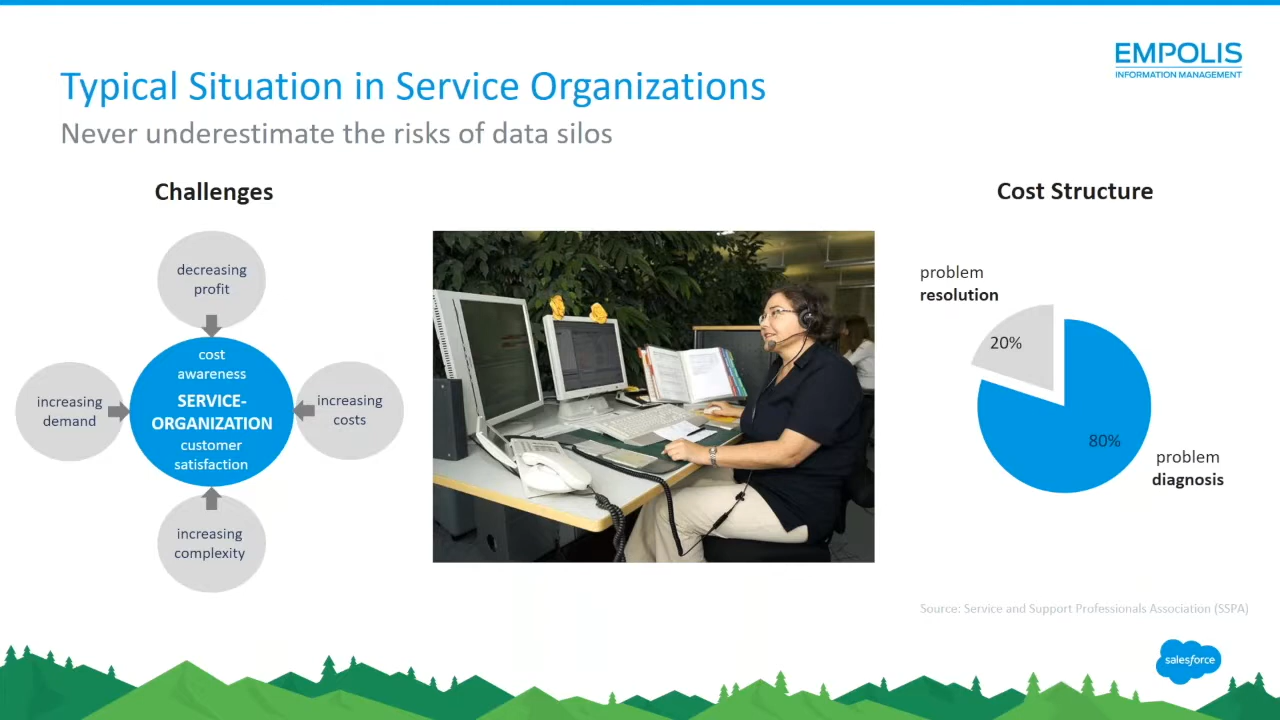 EMPOLIS
INFORMATION MANAGEMENT
Typical Situation in Service Organizations
Never underestimate the risks of data silos
Challenges
decreasing
profit
increasing
demand
cost
awareness
SERVICE-
ORGANIZATION
customer
satisfaction
increasing
costs
increasing
complexity
Cost Structure
problem
resolution
20%
80%
problem
diagnosis
Source: Service and Support Professionals Association (SSPA)
salesforce